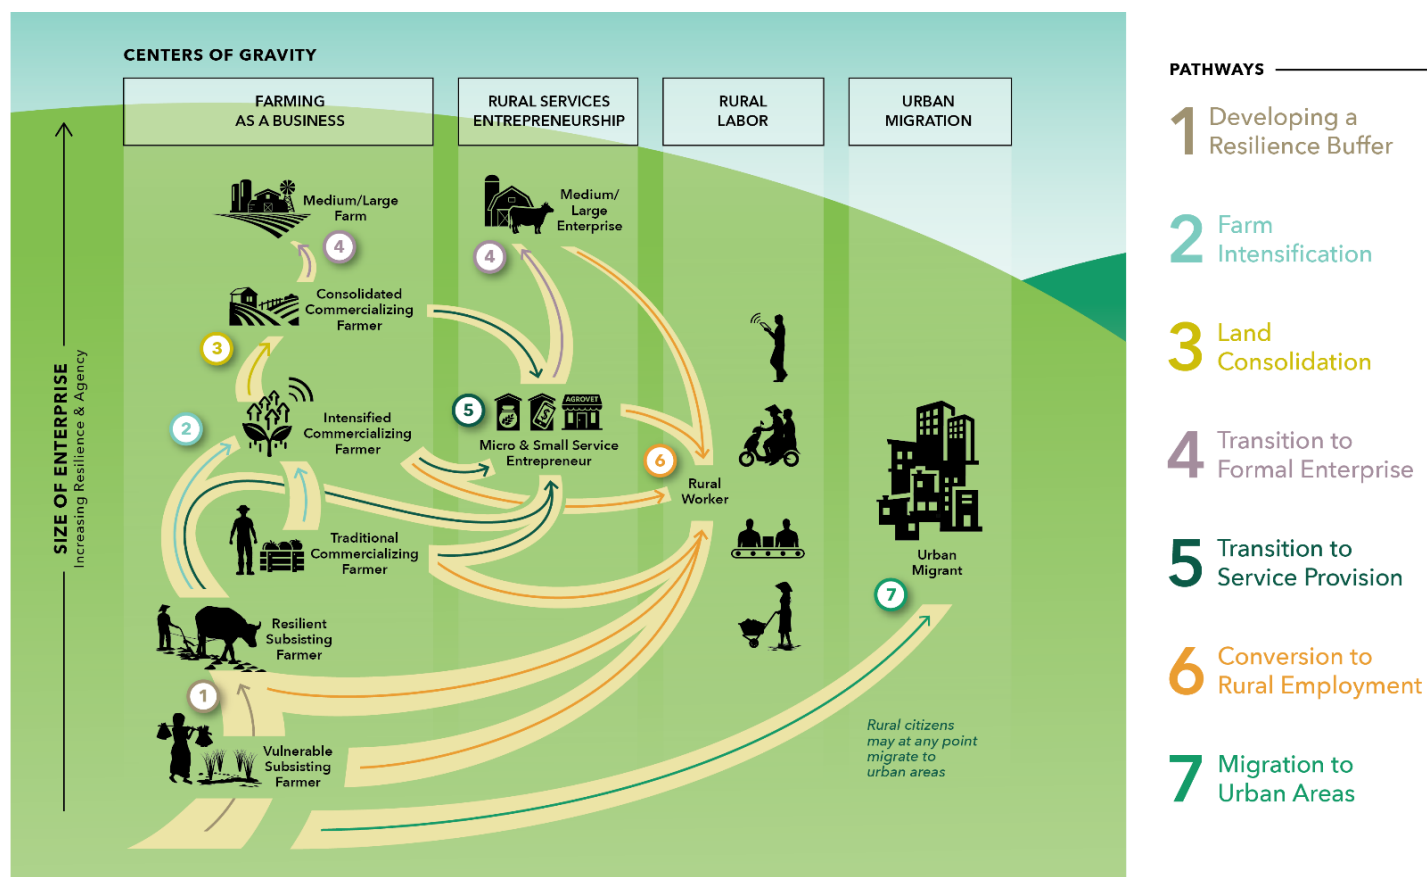 CENTERS OF GRAVITY
FARMING
AS A BUSINESS
RURAL SERVICES
ENTREPRENEURSHIP
RURAL
LABOR
URBAN
MIGRATION
SIZE OF ENTERPRISE
Increasing Resilience & Agency
Medium/Large
Farm
4
Medium/
Large
Enterprise
4
Consolidated
Commercializing
Farmer
3
2
Intensified
Commercializing
Farmer
5
AGROVET
$
Micro & Small Service
Entrepreneur
6
Rural
Worker
Traditional
Commercializing
Farmer
Urban
Migrant
7
Resilient
Subsisting
Farmer
1
Vulnerable
Subsisting
Farmer
Rural citizens
may at any point
migrate to
urban areas
PATHWAYS
1 Developing a
Resilience Buffer
2 Farm
Intensification
3 Land
Consolidation
4 Transition to
Formal Enterprise
5 Transition to
Service Provision
6 Conversion to
Rural Employment
7 Migration to
Urban Areas